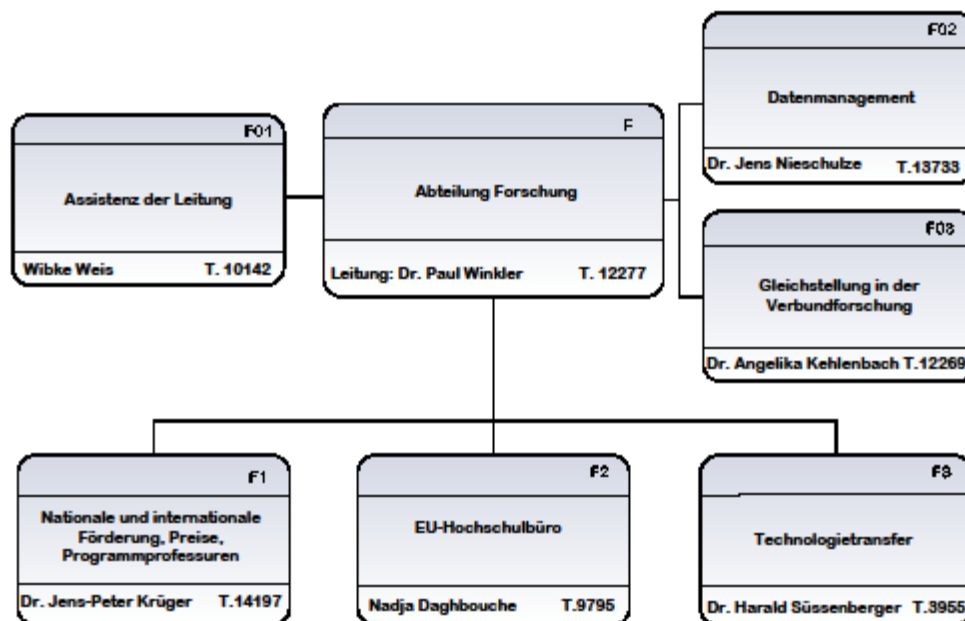 F01
Assistenz der Leitung
Wibke Weis T. 10142
F
Abteilung Forschung
Leitung: Dr. Paul Winkler T. 12277
F02
Datenmanagement
Dr. Jens Nieschulze T.13733
F03
Gleichstellung in der
Verbundforschung
Dr. Angelika Kehlenbach T.12269
F1
Nationale und internationale
Förderung, Preise,
Programmprofessuren
Dr. Jens-Peter Krüger T.14197
F2
EU-Hochschulbüro
Nadja Daghbouche T.9795
F3
Technologietransfer
Dr. Harald Süssenberger T.3955